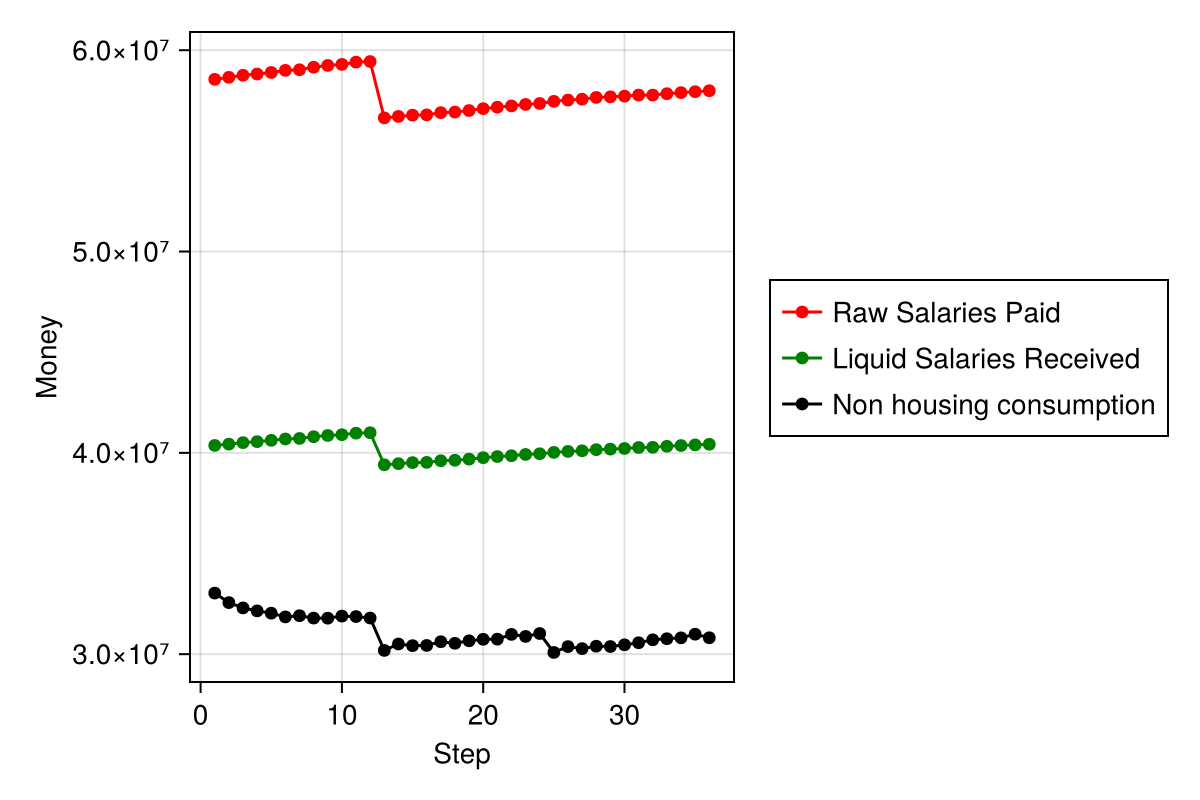 6.0×10⁷
5.0×10⁷
4.0×10⁷
3.0×10⁷
Money
0 10 20 30
Step
Raw Salaries Paid
Liquid Salaries Received
Non housing consumption